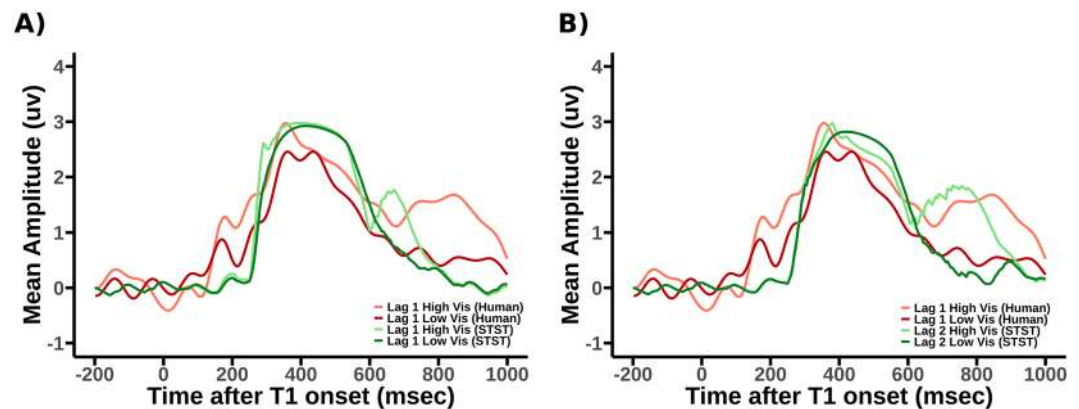 A)
Mean Amplitude (uv)
4
3
2
1
0
-1
-200 0 200 400 600 800 1000
Time after T1 onset (msec)
Lag 1 High Vis (Human)
Lag 1 Low Vis (Human)
Lag 1 High Vis (STST)
Lag 1 Low Vis (STST)
B)
Mean Amplitude (uv)
4
3
2
1
0
-1
-200 0 200 400 600 800 1000
Time after T1 onset (msec)
Lag 1 High Vis (Human)
Lag 1 Low Vis (Human)
Lag 2 High Vis (STST)
Lag 2 Low Vis (STST)